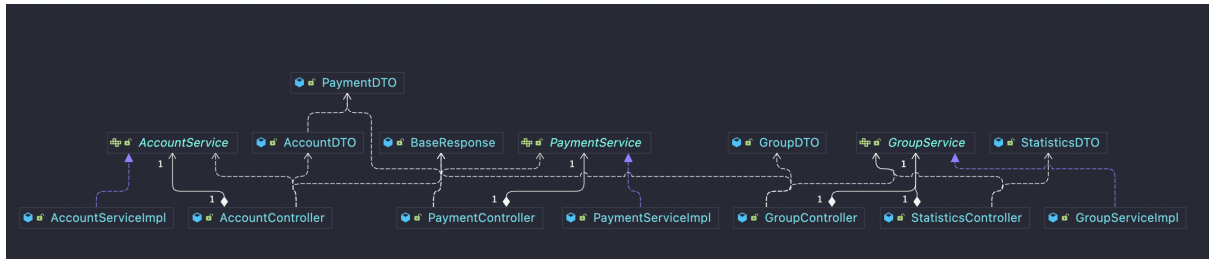 PaymentDTO
AccountService
AccountDTO
BaseResponse
PaymentService
GroupDTO
GroupService
StatisticsDTO
1
1
1
1
1
1
1
AccountServiceImpl
AccountController
PaymentController
PaymentServiceImpl
GroupController
StatisticsController
GroupServiceImpl